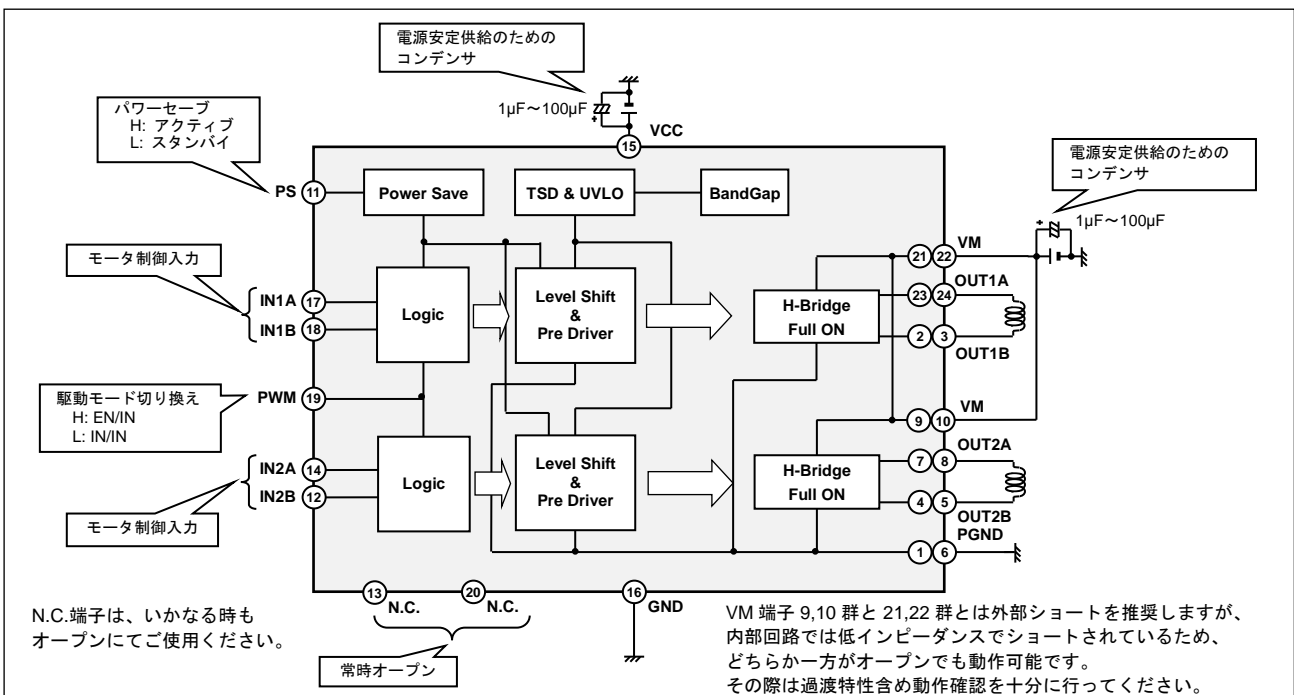 電源安定供給のための
コンデンサ
1µF～100µF
VCC
15
パワーセーブ
H: アクティブ
L: スタンバイ
PS 11
Power Save
TSD & UVLO
BandGap
電源安定供給のための
コンデンサ
1µF～100µF
モータ制御入力
IN1A 17
IN1B 18
Logic
Level Shift
&
Pre Driver
H-Bridge
Full ON
21 22 VM
23 24 OUT1A
2 3
OUT1B
駆動モード切り換え
H: EN/IN
L: IN/IN
PWM 19
9 10 VM
IN2A 14
IN2B 12
モータ制御入力
Logic
Level Shift
&
Pre Driver
H-Bridge
Full ON
7 8 OUT2A
4 5
OUT2B
PGND
1 6
13 N.C.
20 N.C.
16 GND
常時オープン
N.C.端子は、いかなる時も
オープンにてご使用ください。
VM 端子 9,10 群と 21,22 群とは外部ショートを推奨しますが、
内部回路では低インピーダンスでショートされているため、
どちらか一方がオープンでも動作可能です。
その際は過渡特性含め動作確認を十分に行ってください。
+
+